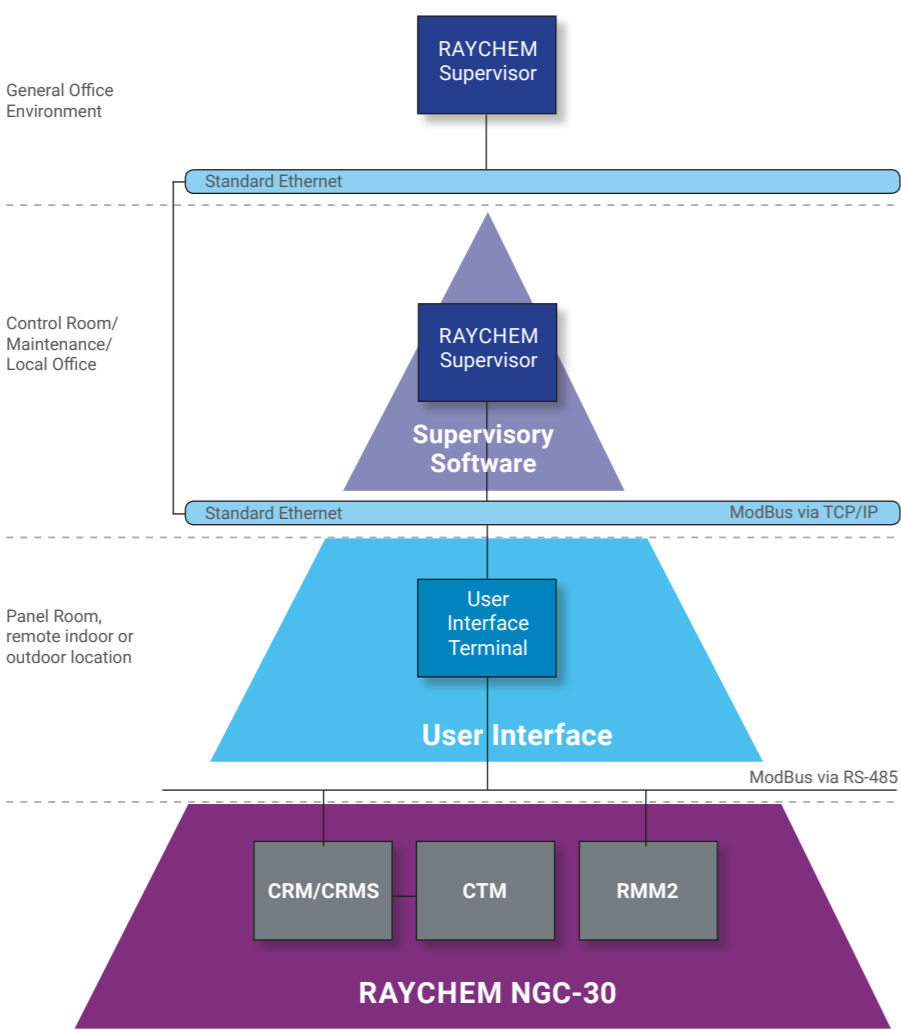 RAYCHEM
Supervisor
General Office
Environment
Standard Ethernet
Control Room/
Maintenance/
Local Office
RAYCHEM
Supervisor
Supervisory
Software
Standard Ethernet
ModBus via TCP/IP
Panel Room,
remote indoor or
outdoor location
User
Interface
Terminal
User Interface
ModBus via RS-485
CRM/CRMS
CTM
RMM2
RAYCHEM NGC-30